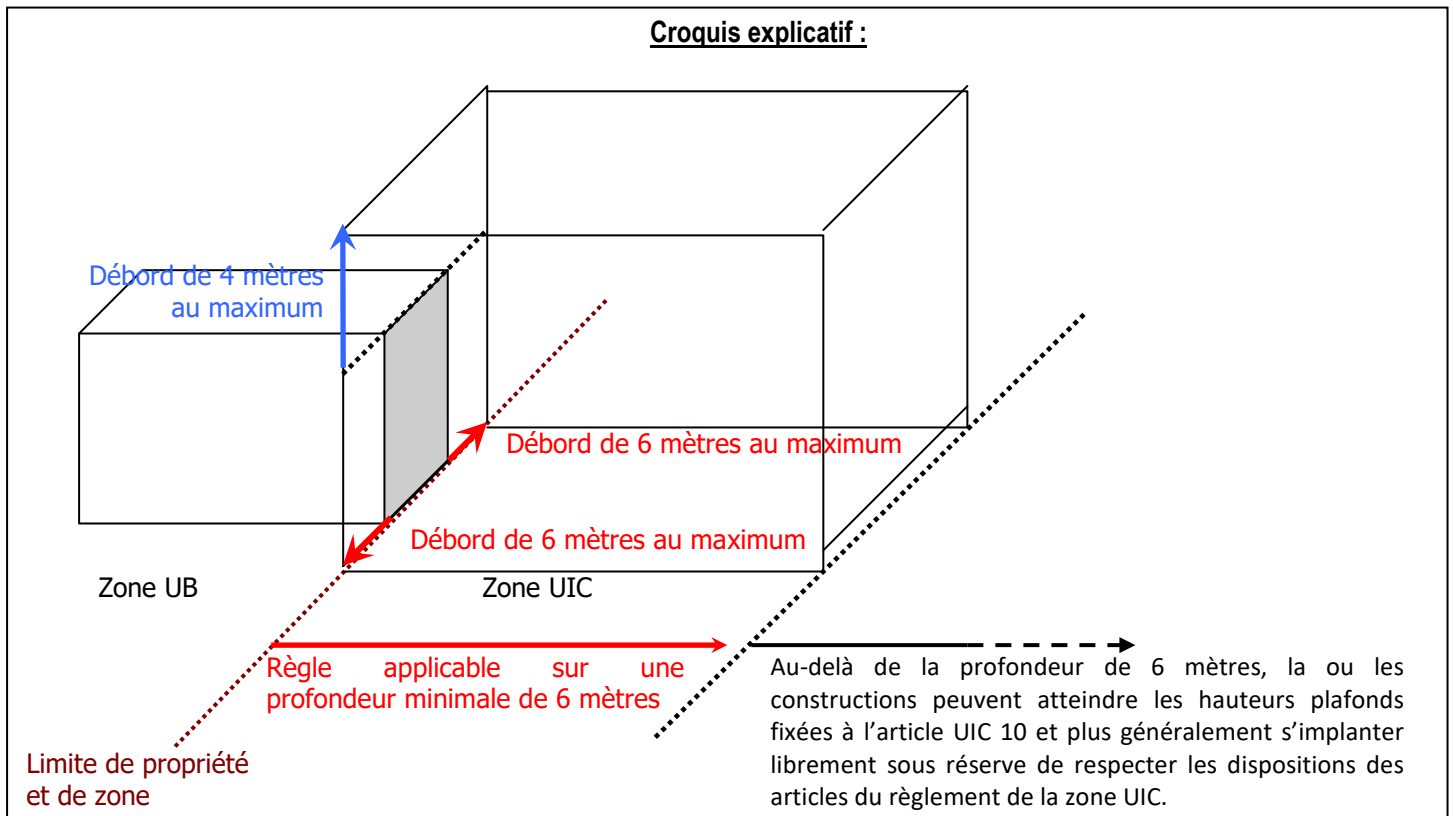 Croquis explicatif :
Débord de 4 mètres
au maximum
Débord de 6 mètres au maximum
Débord de 6 mètres au maximum
Zone UB
Zone UIC
Règle applicable sur une
profondeur minimale de 6 mètres
Au-delà de la profondeur de 6 mètres, la ou les
constructions peuvent atteindre les hauteurs plafonds
fixées à l’article UIC 10 et plus généralement s’implanter
librement sous réserve de respecter les dispositions des
articles du règlement de la zone UIC.
Limite de propriété
et de zone